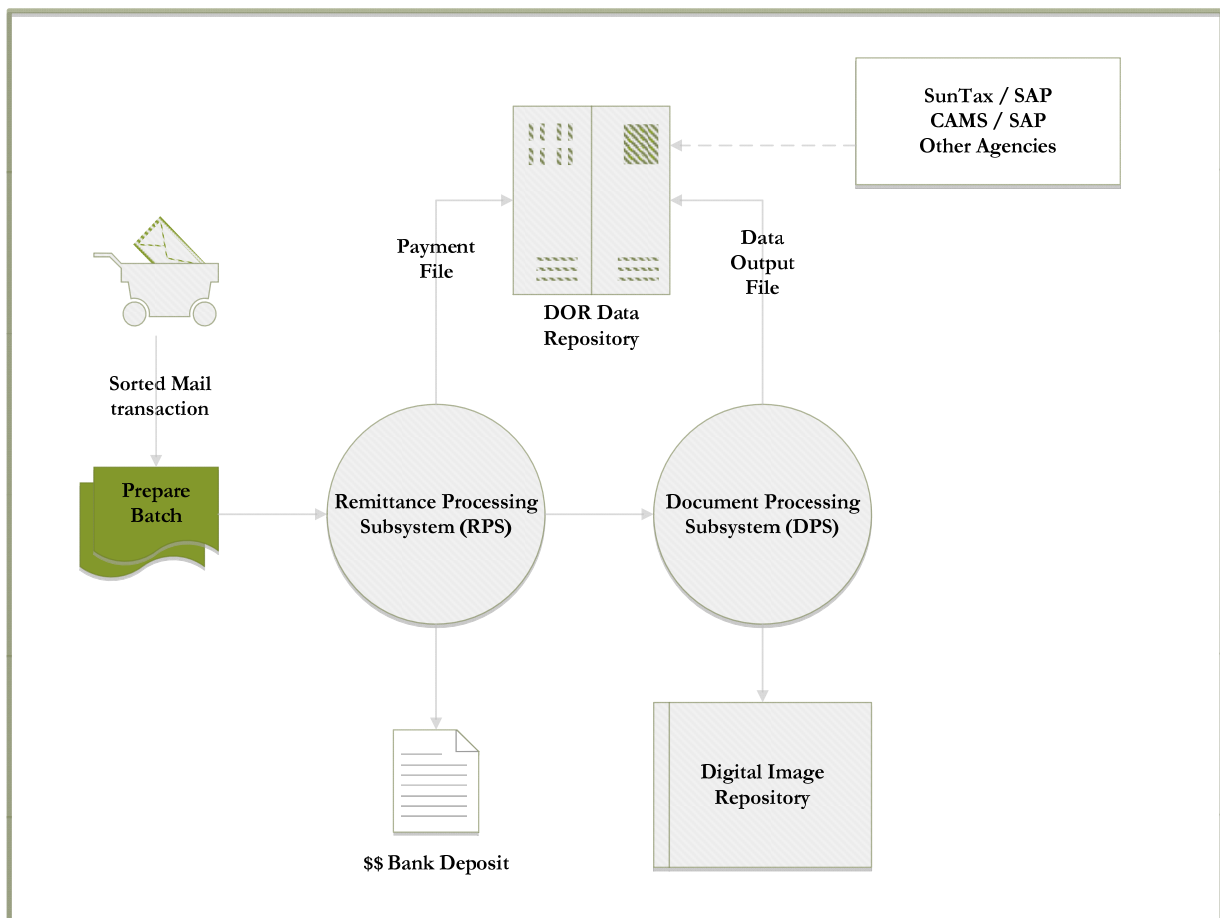 SunTax / SAP
CAMS / SAP
Other Agencies
Payment
File
Data
Output
File
DOR Data
Repository
Sorted Mail
transaction
Prepare
Batch
Remittance Processing
Subsystem (RPS)
Document Processing
Subsystem (DPS)
Digital Image
Repository
$$ Bank Deposit